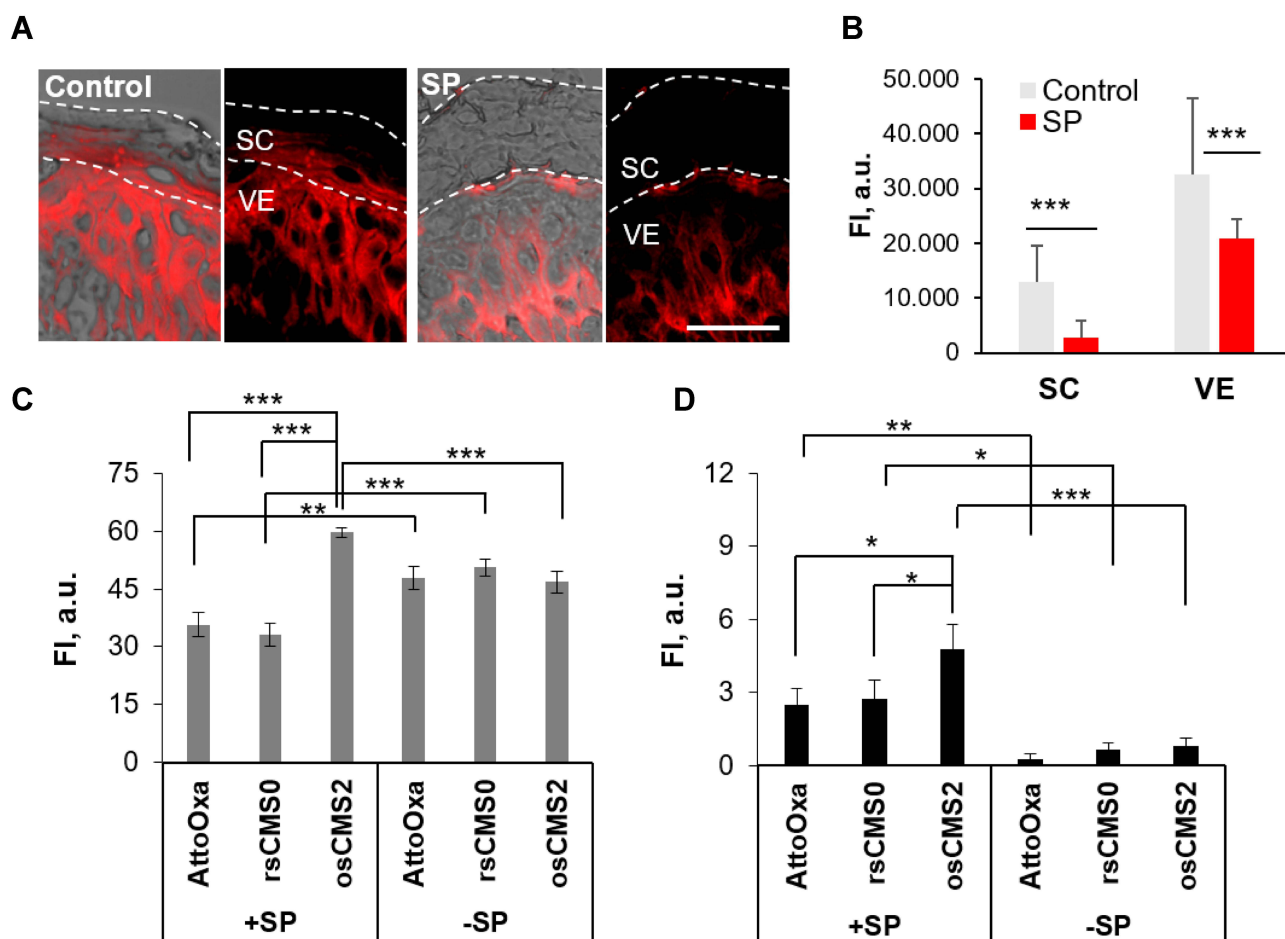 A
Control
SC
VE
SP
SC
VE
B
50.000
40.000
30.000
20.000
10.000
0
FI, a.u.
Control
SP
***
***
SC
VE
C
***
***
***
***
**
75
60
45
30
15
0
FI, a.u.
AttoOxa
rsCMS0
osCMS2
AttoOxa
rsCMS0
osCMS2
+SP
-SP
D
**
*
***
*
*
12
9
6
3
0
FI, a.u.
AttoOxa
rsCMS0
osCMS2
AttoOxa
rsCMS0
osCMS2
+SP
-SP